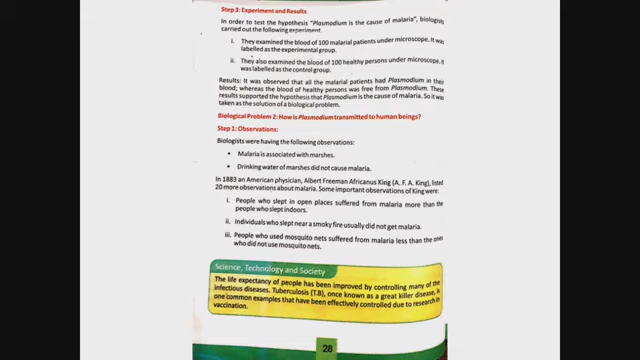 Step 3: Experiment and Results
In order to test the hypothesis "Plasmodium is the cause of malaria", biologists
carried out the following experiment.
i. They examined the blood of 100 malarial patients under microscope. It was
labelled as the experimental group.
ii. They also examined the blood of 100 healthy persons under microscope. It
was labelled as the control group.
Results: It was observed that all the malarial patients had Plasmodium in their
blood; whereas the blood of healthy persons was free from Plasmodium. These
results supported the hypothesis that Plasmodium is the cause of malaria. So it was
taken as the solution of a biological problem.
Biological Problem 2: How is Plasmodium transmitted to human beings?
Step 1: Observations:
Biologists were having the following observations:
• Malaria is associated with marshes.
• Drinking water of marshes did not cause malaria.
In 1883 an American physician, Albert Freeman Africanus King (A. F. A. King), listed
20 more observations about malaria. Some important observations of King were:
i. People who slept in open places suffered from malaria more than the
people who slept indoors.
ii. Individuals who slept near a smoky fire usually did not get malaria.
iii. People who used mosquito nets suffered from malaria less than the ones
who did not use mosquito nets.
Science, Technology and Society
The life expectancy of people has been improved by controlling many of the
infectious diseases. Tuberculosis (T.B), once known as a great killer disease, is
one common examples that have been effectively controlled due to research in
vaccination.
28